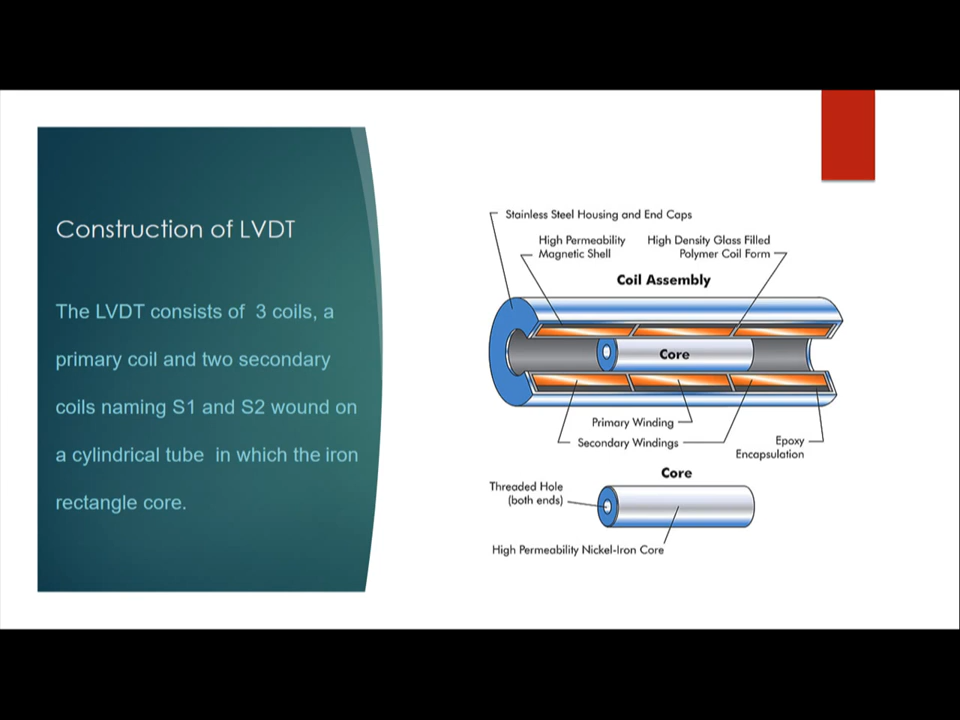 Construction of LVDT
The LVDT consists of 3 coils, a
primary coil and two secondary
coils naming S1 and S2 wound on
a cylindrical tube in which the iron
rectangle core.
Stainless Steel Housing and End Caps
High Permeability
Magnetic Shell
High Density Glass Filled
Polymer Coil Form
Coil Assembly
Core
Primary Winding
Secondary Windings
Epoxy
Encapsulation
Core
Threaded Hole
(both ends)
High Permeability Nickel-Iron Core